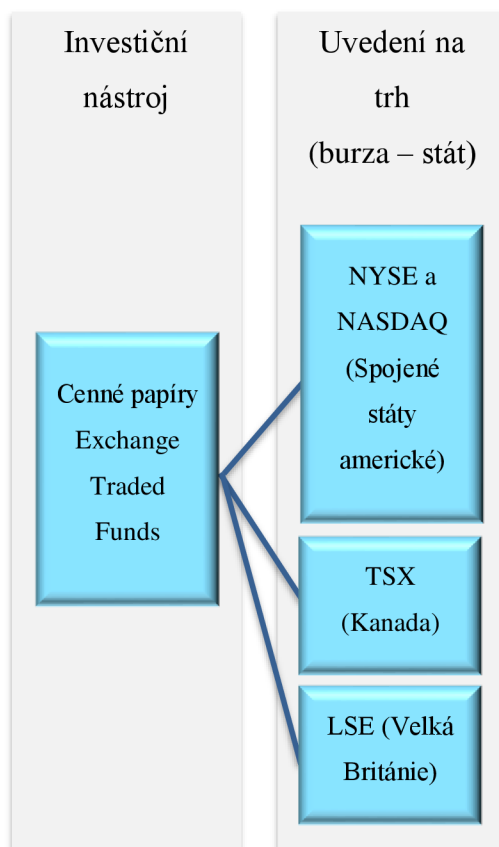 Investiční
nástroj
Uvedení na
trh
(burza – stát)
Cenné papíry
Exchange
Traded
Funds
NYSE a
NASDAQ
(Spojené
státy
americké)
TSX
(Kanada)
LSE (Velká
Británie)